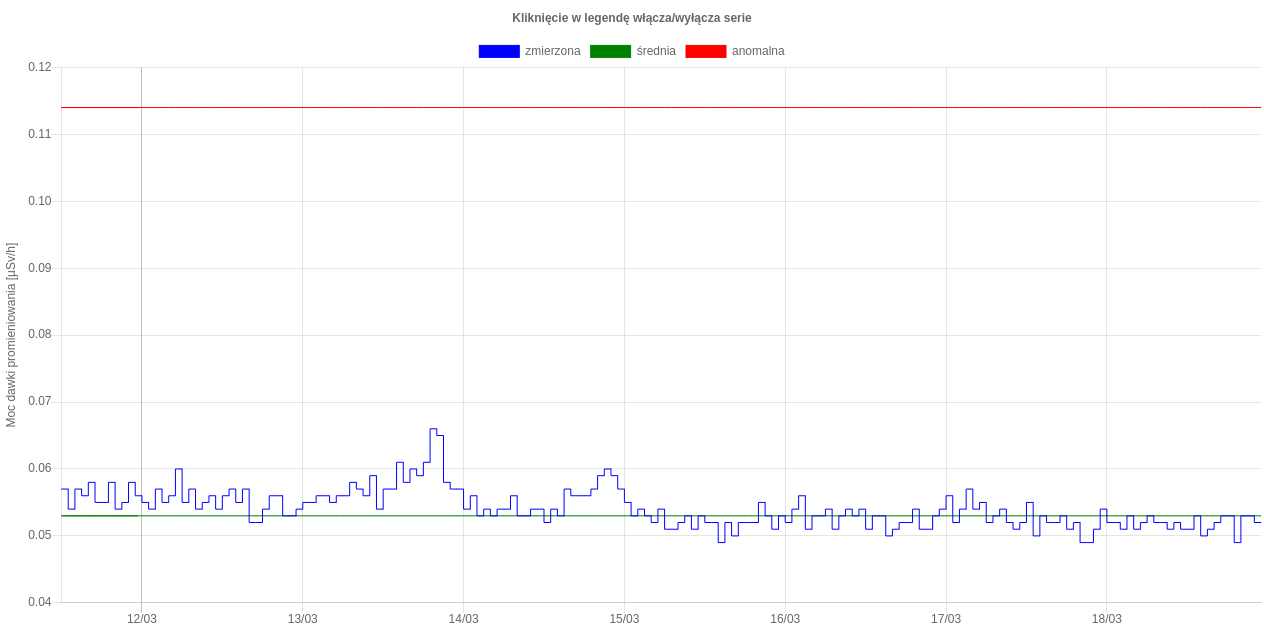 Kliknięcie w legendę włącza/wyłącza serie
zmierzona średnia anomalna
Moc dawki promieniowania [µSv/h]
0.12
0.11
0.10
0.09
0.08
0.07
0.06
0.05
0.04
12/03 13/03 14/03 15/03 16/03 17/03 18/03